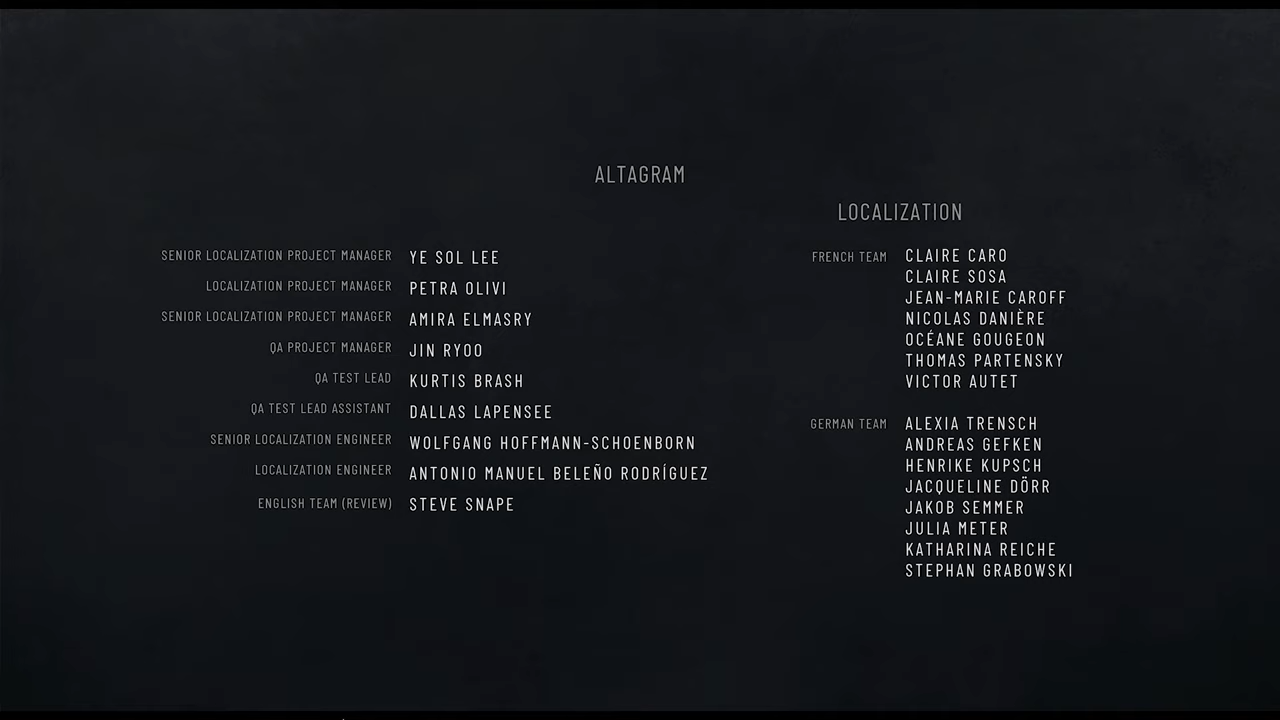 ALTAGRAM
SENIOR LOCALIZATION PROJECT MANAGER YE SOL LEE
LOCALIZATION PROJECT MANAGER PETRA OLIVI
SENIOR LOCALIZATION PROJECT MANAGER AMIRA ELMASRY
QA PROJECT MANAGER JIN RYOO
QA TEST LEAD KURTIS BRASH
QA TEST LEAD ASSISTANT DALLAS LAPENSEE
SENIOR LOCALIZATION ENGINEER WOLFGANG HOFFMANN-SCHOENBORN
LOCALIZATION ENGINEER ANTONIO MANUEL BELEÑO RODRÍGUEZ
ENGLISH TEAM (REVIEW) STEVE SNAPE
LOCALIZATION
FRENCH TEAM CLAIRE CARO
CLAIRE SOSA
JEAN-MARIE CAROFF
NICOLAS DANIÈRE
OCÉANE GOUGEON
THOMAS PARTENSKY
VICTOR AUTET
GERMAN TEAM ALEXIA TRENSCH
ANDREAS GEFKEN
HENRIKE KUPSCH
JACQUELINE DÖRR
JAKOB SEMMER
JULIA METER
KATHARINA REICHE
STEPHAN GRABOWSKI